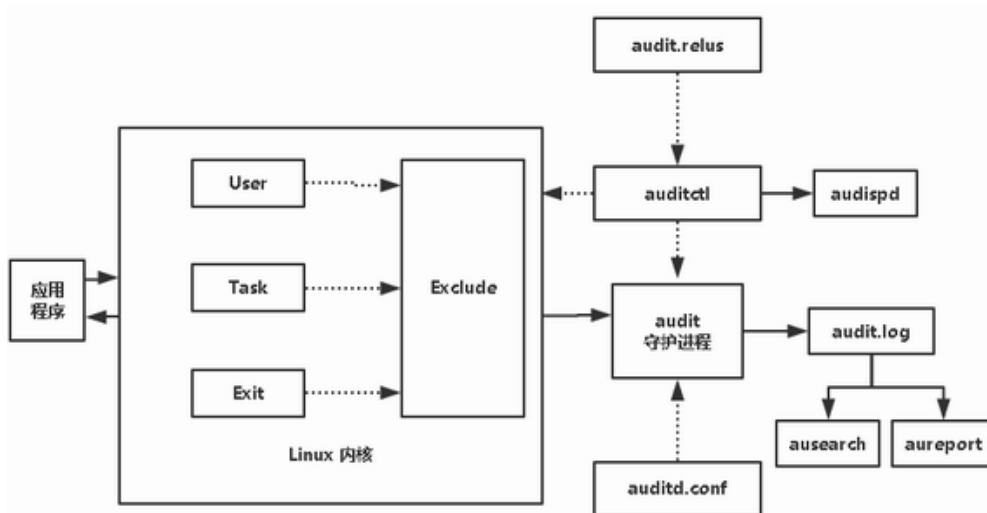 audit.relus
User
auditctl
audispd
应用
程序
Task
Exclude
audit
守护进程
audit.log
Exit
ausearch
aureport
Linux 内核
auditd.conf